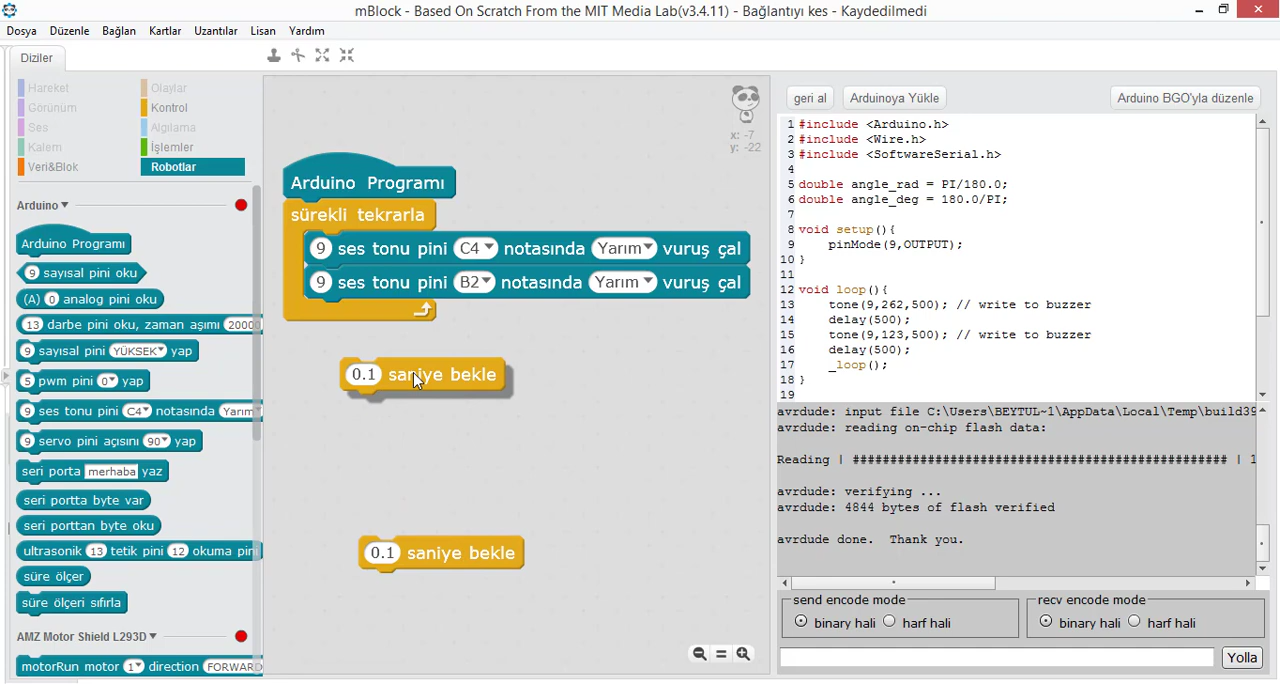 mBlock - Based On Scratch From the MIT Media Lab(v3.4.11) - Bağlantıyı kes - Kaydedilmedi
Dosya Düzenle Bağlan Kartlar Uzantılar Lisan Yardım
Diziler
Hareket Olaylar
Görünüm Kontrol
Ses Algılama
Kalem İşlemler
Veri&Blok Robotlar
Arduino
Arduino Programı
9 sayısal pini oku
(A) 0 analog pini oku
13 darbe pini oku, zaman aşımı 20000
9 sayısal pini YÜKSEK yap
5 pwm pini 0 yap
9 ses tonu pini C4 notasında Yarım
9 servo pini açısını 90 yap
seri porta merhaba yaz
seri portta byte var
seri porttan byte oku
ultrasonik 13 tetik pini 12 okuma pini
süre ölçer
süre ölçeri sıfırla
AMZ Motor Shield L293D
motorRun motor 1 direction FORWARD
x: -7
y: -22
Arduino Programı
sürekli tekrarla
9 ses tonu pini C4 notasında Yarım vuruş çal
9 ses tonu pini B2 notasında Yarım vuruş çal
0.1 saniye bekle
0.1 saniye bekle
geri al Arduinoya Yükle Arduino BGO'yla düzenle
1 #include <Arduino.h>
2 #include <Wire.h>
3 #include <SoftwareSerial.h>
4
5 double angle_rad = PI/180.0;
6 double angle_deg = 180.0/PI;
7
8 void setup(){
9 pinMode(9,OUTPUT);
10 }
11
12 void loop(){
13 tone(9,262,500); // write to buzzer
14 delay(500);
15 tone(9,123,500); // write to buzzer
16 delay(500);
17 _loop();
18 }
19
avrdude: input file C:\Users\BEYTUL~1\AppData\Local\Temp\build39
avrdude: reading on-chip flash data:
Reading | ################################################## | 1
avrdude: verifying ...
avrdude: 4844 bytes of flash verified
avrdude done. Thank you.
send encode mode
binary hali harf hali
recv encode mode
binary hali harf hali
Yolla